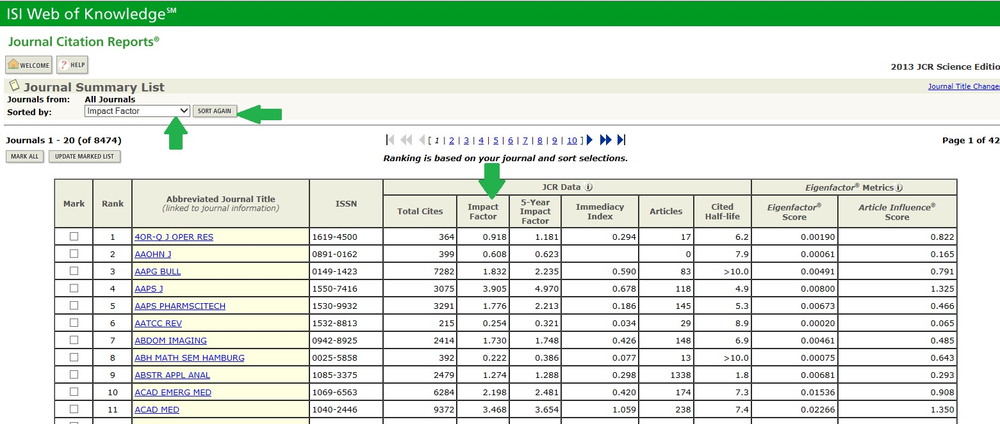 ISI Web of Knowledge℠
Journal Citation Reports®
WELCOME ? HELP
2013 JCR Science Editio
Journal Summary List
Journal Title Change
Journals from: All Journals
Sorted by: Impact Factor SORT AGAIN
Journals 1 - 20 (of 8474)
[ 1 | 2 | 3 | 4 | 5 | 6 | 7 | 8 | 9 | 10 ]
Page 1 of 42
MARK ALL UPDATE MARKED LIST
Ranking is based on your journal and sort selections.
Mark Rank Abbreviated Journal Title (linked to journal information) ISSN JCR Data i Eigenfactor® Metrics i
Total Cites Impact Factor 5-Year Impact Factor Immediacy Index Articles Cited Half-life Eigenfactor® Score Article Influence® Score
1 4OR-Q J OPER RES 1619-4500 364 0.918 1.181 0.294 17 6.2 0.00190 0.822
2 AAOHN J 0891-0162 399 0.608 0.623 0 7.9 0.00061 0.165
3 AAPG BULL 0149-1423 7282 1.832 2.235 0.590 83 >10.0 0.00491 0.791
4 AAPS J 1550-7416 3075 3.905 4.970 0.678 118 4.9 0.00800 1.325
5 AAPS PHARMSCITECH 1530-9932 3291 1.776 2.213 0.186 145 5.3 0.00673 0.466
6 AATCC REV 1532-8813 215 0.254 0.321 0.034 29 8.9 0.00020 0.065
7 ABDOM IMAGING 0942-8925 2414 1.730 1.748 0.426 148 6.9 0.00461 0.485
8 ABH MATH SEM HAMBURG 0025-5858 392 0.222 0.386 0.077 13 >10.0 0.00075 0.643
9 ABSTR APPL ANAL 1085-3375 2479 1.274 1.288 0.298 1338 1.8 0.00681 0.293
10 ACAD EMERG MED 1069-6563 6284 2.198 2.481 0.420 174 7.3 0.01536 0.908
11 ACAD MED 1040-2446 9372 3.468 3.654 1.059 238 7.4 0.02266 1.350